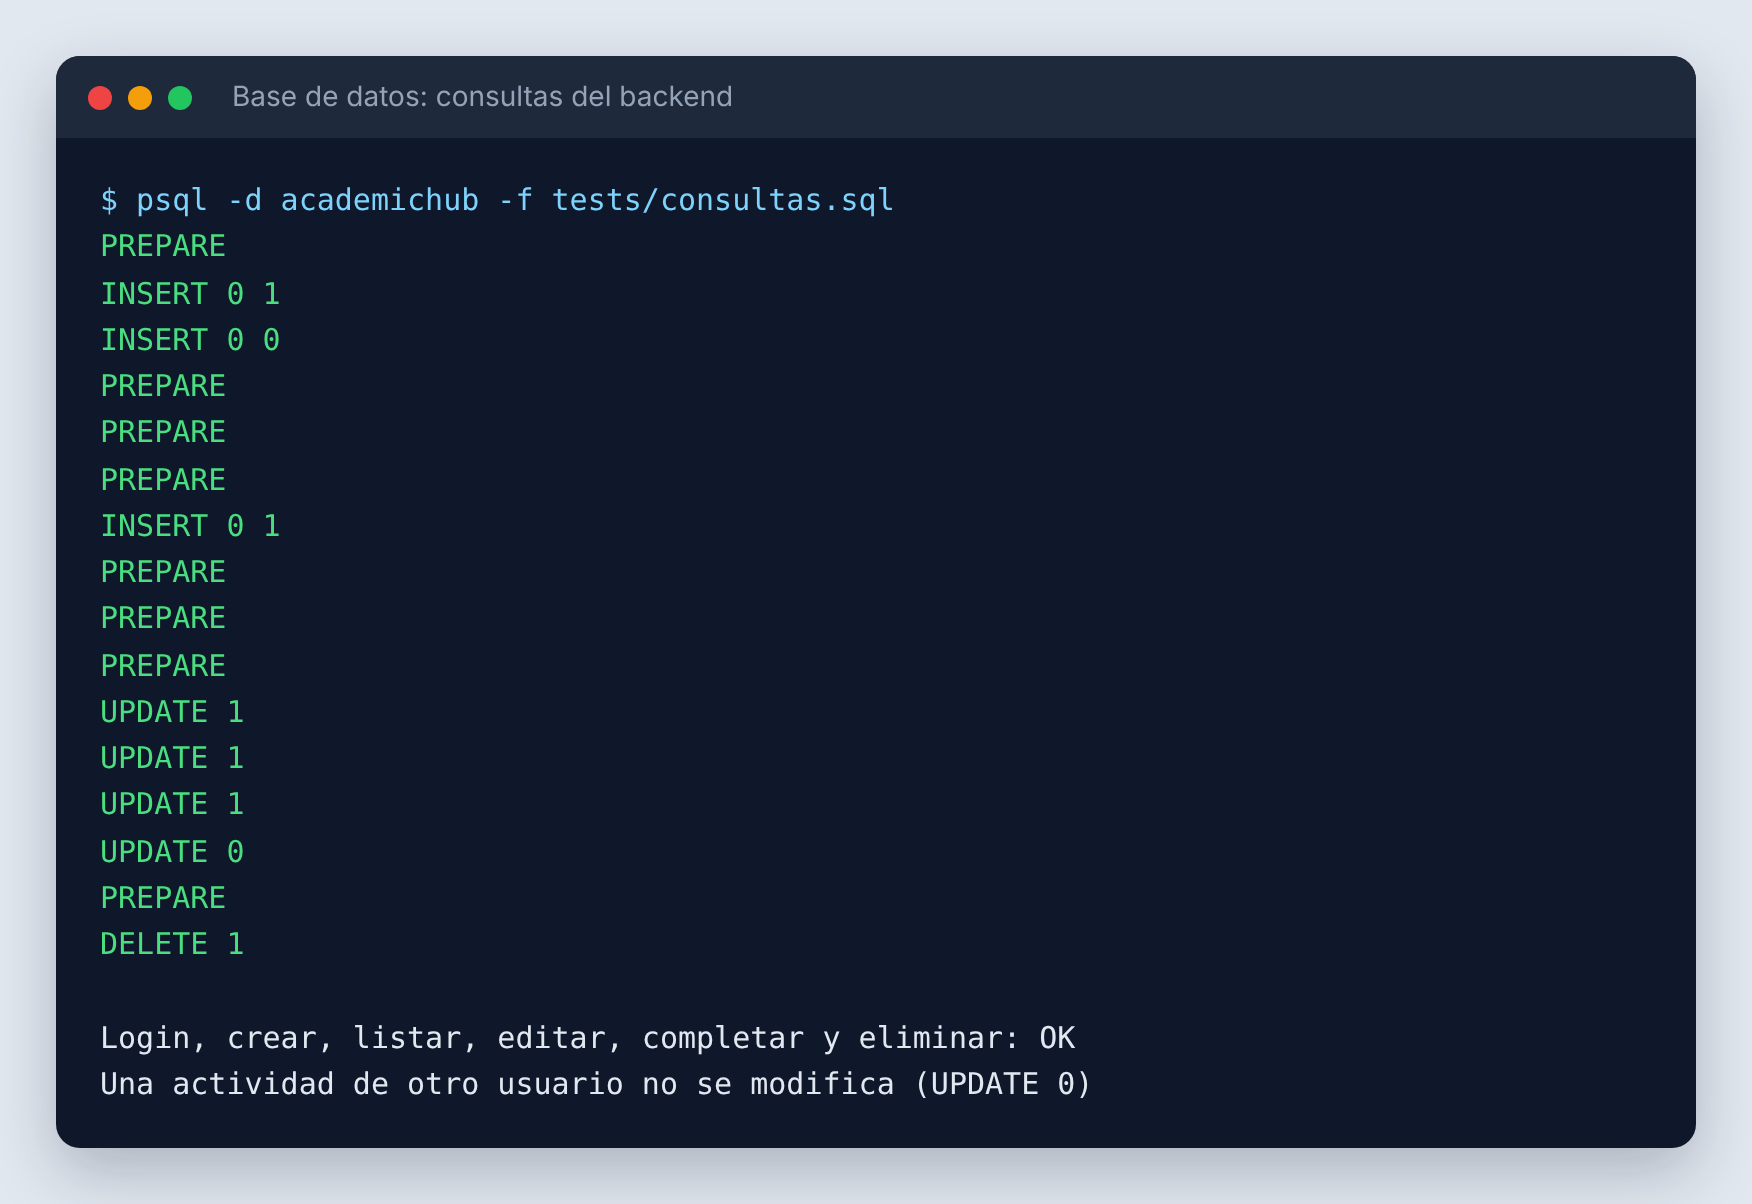 Base de datos: consultas del backend
$ psql -d academichub -f tests/consultas.sql
PREPARE
INSERT 0 1
INSERT 0 0
PREPARE
PREPARE
PREPARE
INSERT 0 1
PREPARE
PREPARE
PREPARE
UPDATE 1
UPDATE 1
UPDATE 1
UPDATE 0
PREPARE
DELETE 1
Login, crear, listar, editar, completar y eliminar: OK
Una actividad de otro usuario no se modifica (UPDATE 0)